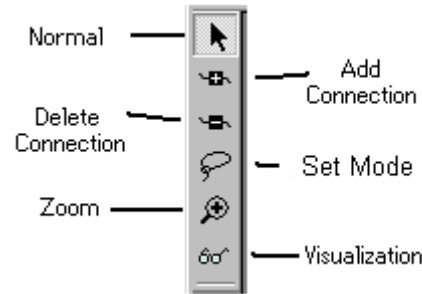 Normal
Add
Connection
Delete
Connection
Set Mode
Zoom
Visualization